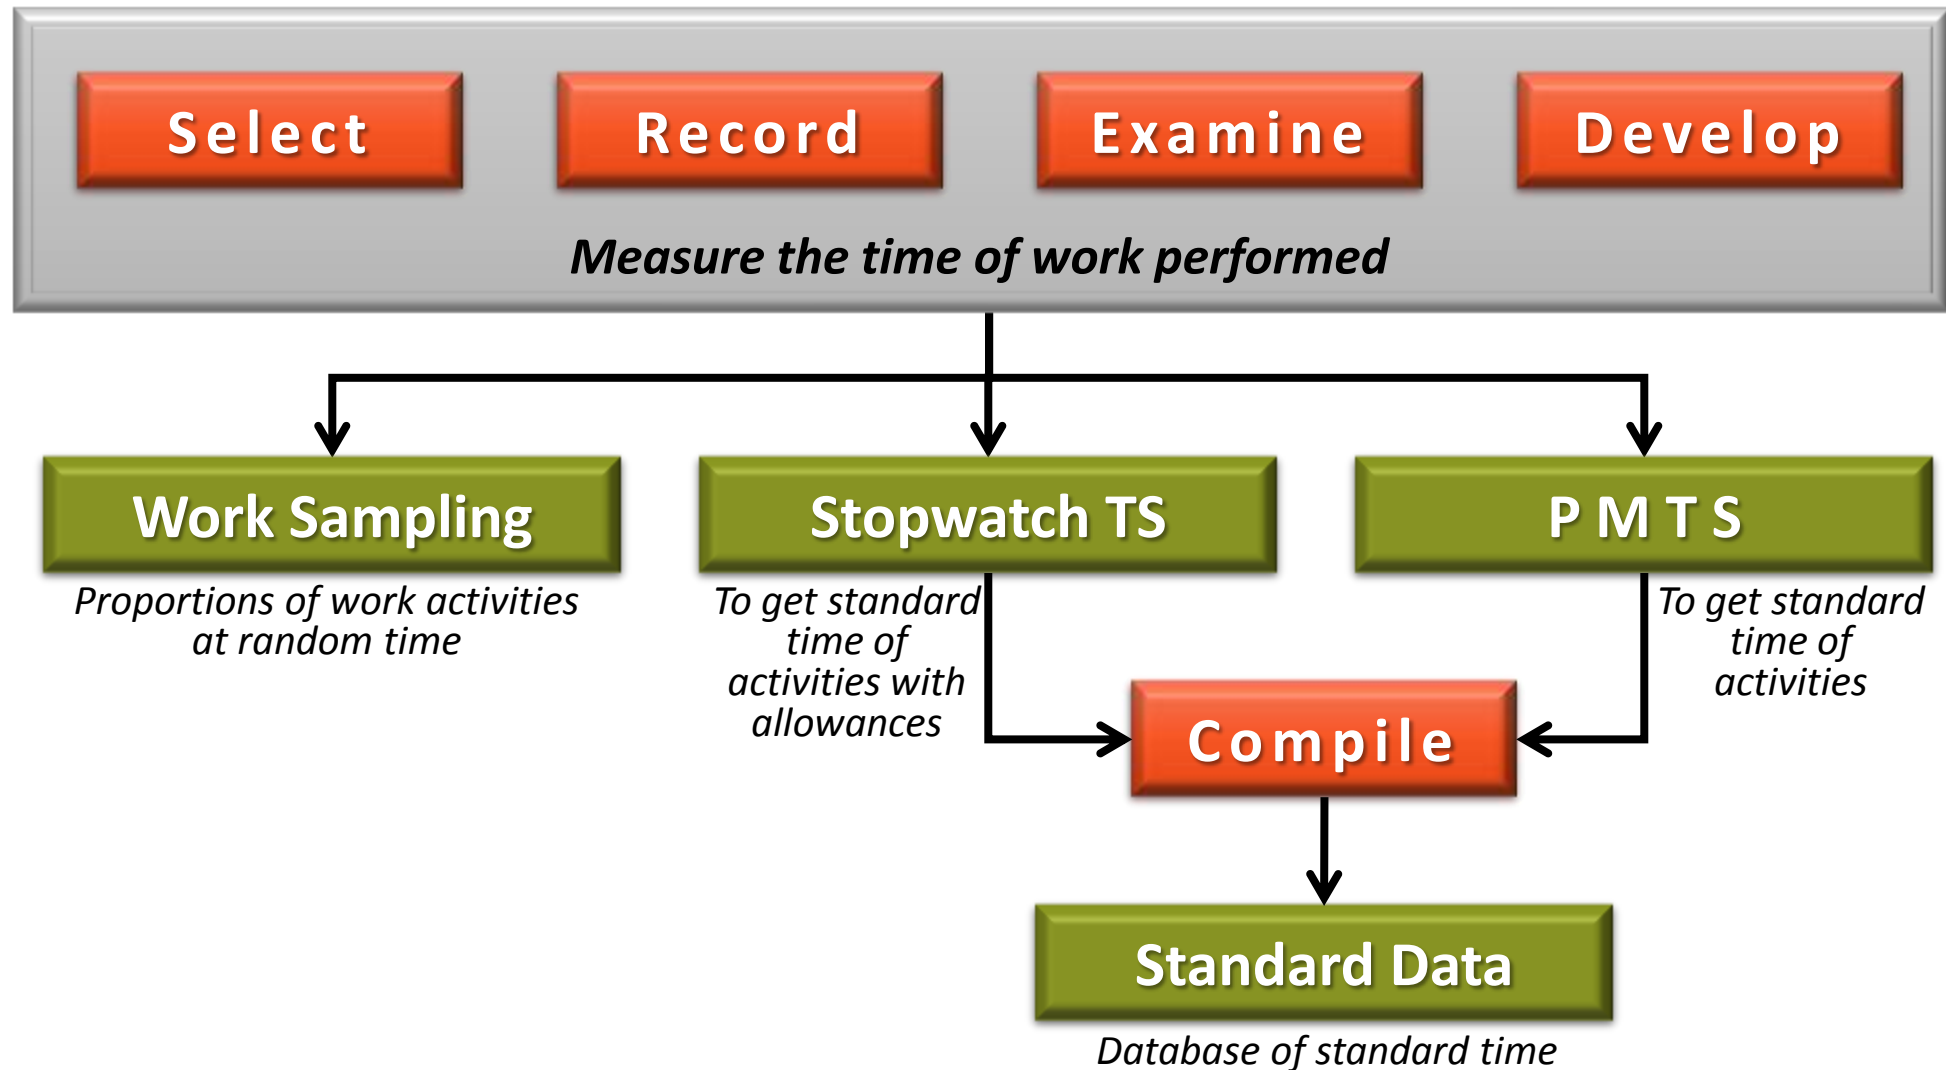 Select
Record
Examine
Develop
Measure the time of work performed
Work Sampling
Stopwatch TS
P M T S
Proportions of work activities
at random time
To get standard
time of
activities with
allowances
To get standard
time of
activities
Compile
Standard Data
Database of standard time